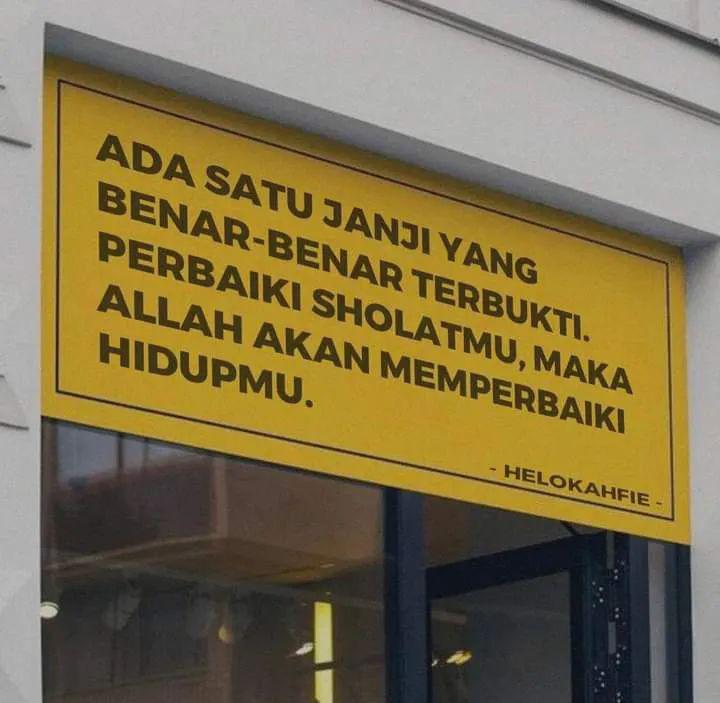 ADA SATU JANJI YANG
BENAR-BENAR TERBUKTI.
PERBAIKI SHOLATMU, MAKA
ALLAH AKAN MEMPERBAIKI
HIDUPMU.
- HELOKAHFIE -